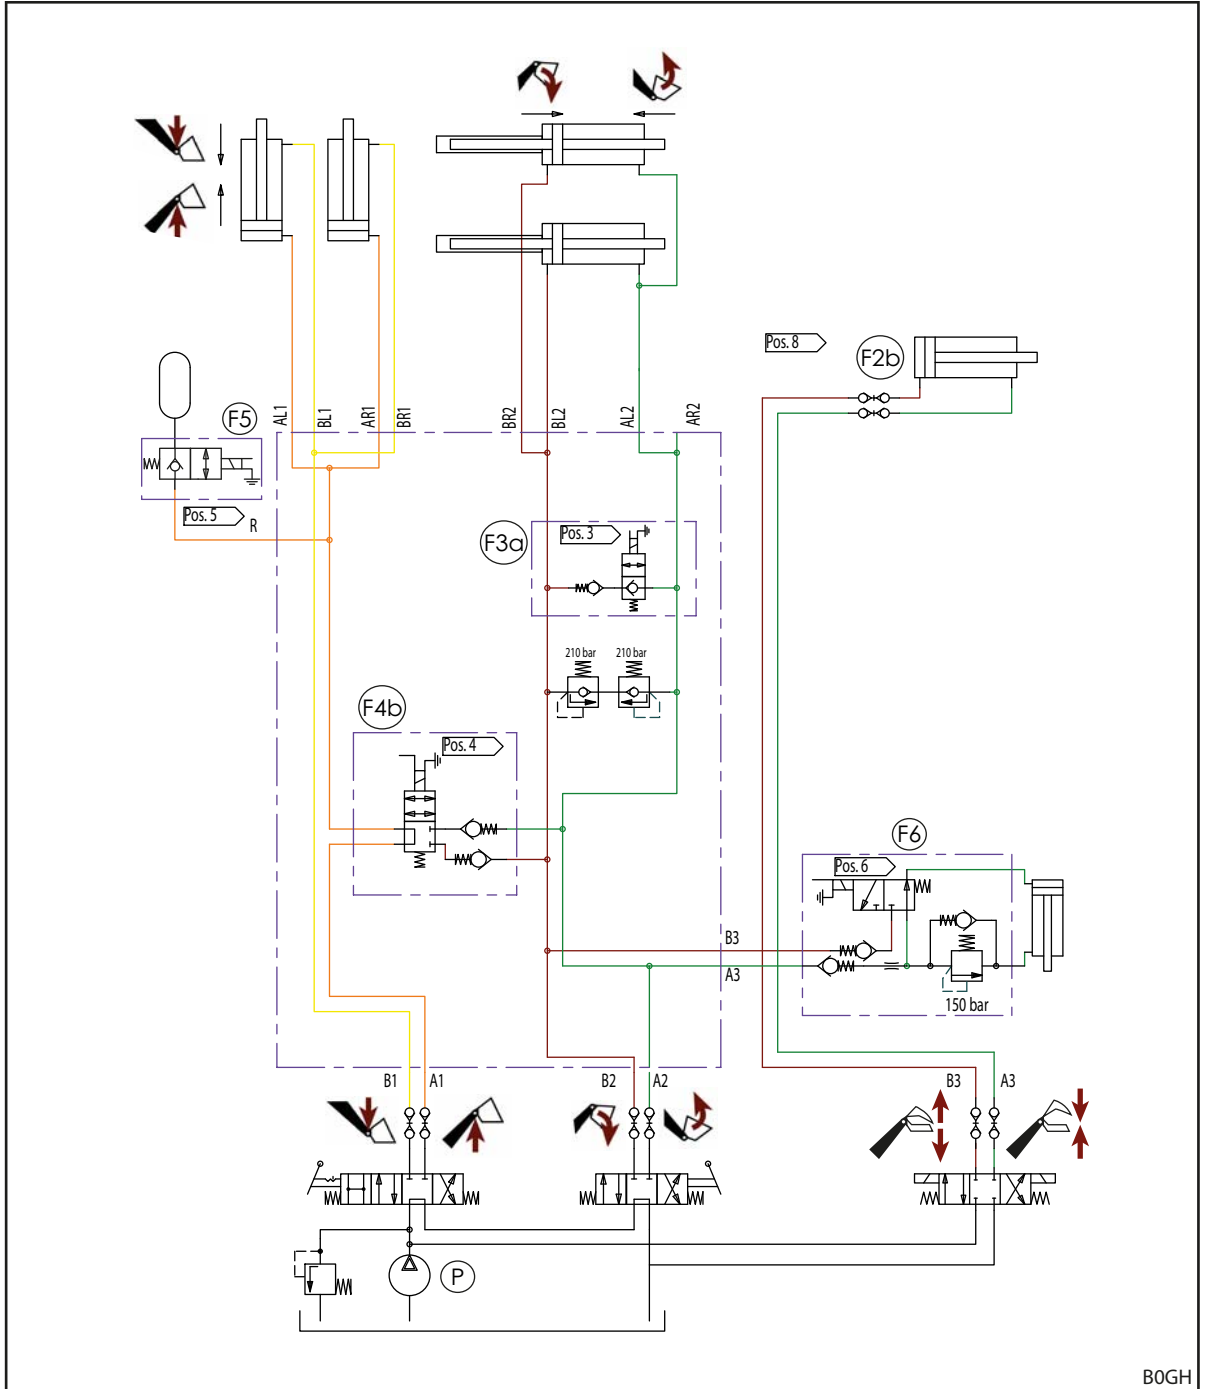 Pos. 8
F2b
F5
AL1
BL1
AR1
BR1
BR2
BL2
AL2
AR2
Pos. 5
R
F3a
Pos. 3
210 bar
210 bar
F4b
Pos. 4
F6
Pos. 6
B3
A3
150 bar
B1
A1
B2
A2
B3
A3
P
B0GH